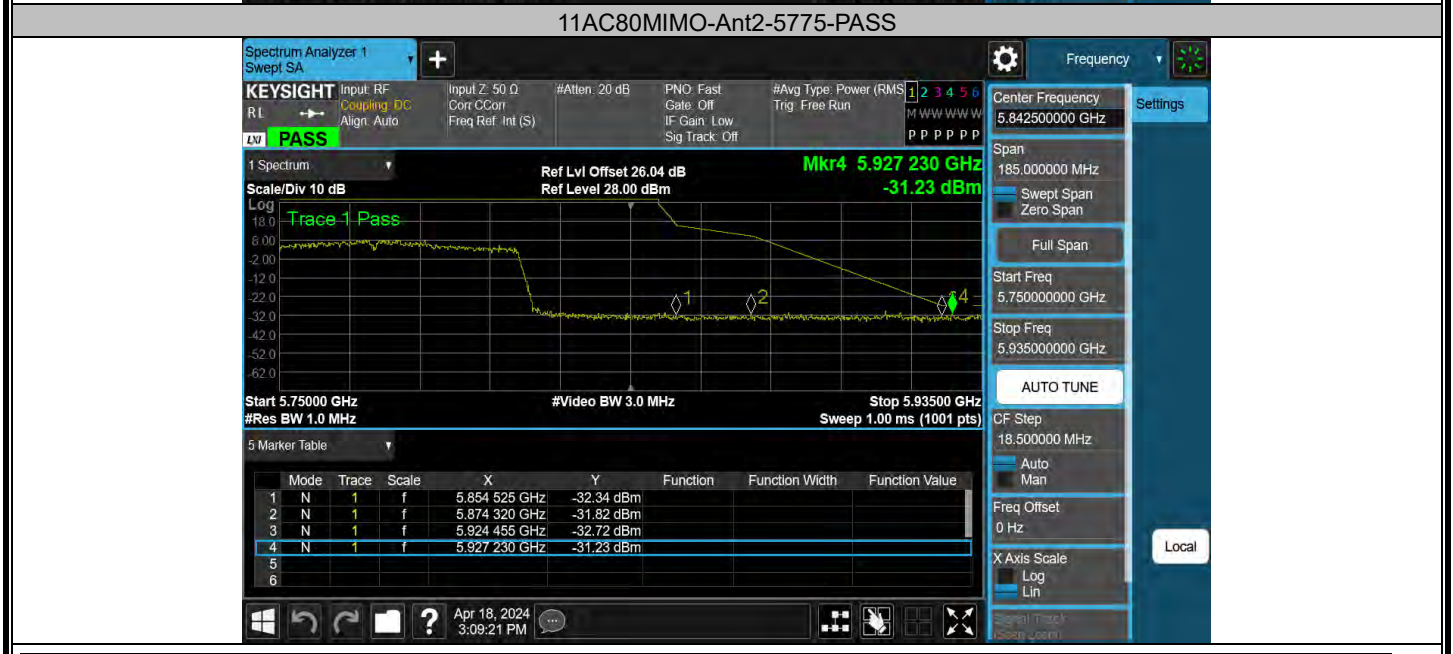 11AC80MIMO-Ant2-5775-PASS
Spectrum Analyzer 1
Swept SA
+
Frequency
KEYSIGHT
Input: RF
Coupling: DC
Align: Auto
Input Z: 50 Ω
Corr CCorr
Freq Ref: Int (S)
#Atten: 20 dB
PNO: Fast
Gate: Off
IF Gain: Low
Sig Track: Off
#Avg Type: Power (RMS
Trig: Free Run
1 2 3 4 5 6
M W W W W W
P P P P P P
RL
LXI
PASS
Center Frequency
5.842500000 GHz
Settings
1 Spectrum
Ref Lvl Offset 26.04 dB
Mkr4 5.927 230 GHz
Scale/Div 10 dB
Ref Level 28.00 dBm
-31.23 dBm
Span
185.000000 MHz
Swept Span
Zero Span
Log
Trace 1 Pass
18.0
8.00
-2.00
-12.0
-22.0
-32.0
-42.0
-52.0
-62.0
1
2
4
Full Span
Start Freq
5.750000000 GHz
Stop Freq
5.935000000 GHz
AUTO TUNE
Start 5.75000 GHz
#Video BW 3.0 MHz
Stop 5.93500 GHz
#Res BW 1.0 MHz
Sweep 1.00 ms (1001 pts)
CF Step
18.500000 MHz
Auto
Man
5 Marker Table
Mode Trace Scale X Y Function Function Width Function Value
1 N 1 f 5.854 525 GHz -32.34 dBm
2 N 1 f 5.874 320 GHz -31.82 dBm
3 N 1 f 5.924 455 GHz -32.72 dBm
4 N 1 f 5.927 230 GHz -31.23 dBm
5
6
Freq Offset
0 Hz
Local
X Axis Scale
Log
Lin
Signal Track
(Span Zoom)
?
Apr 18, 2024
3:09:21 PM